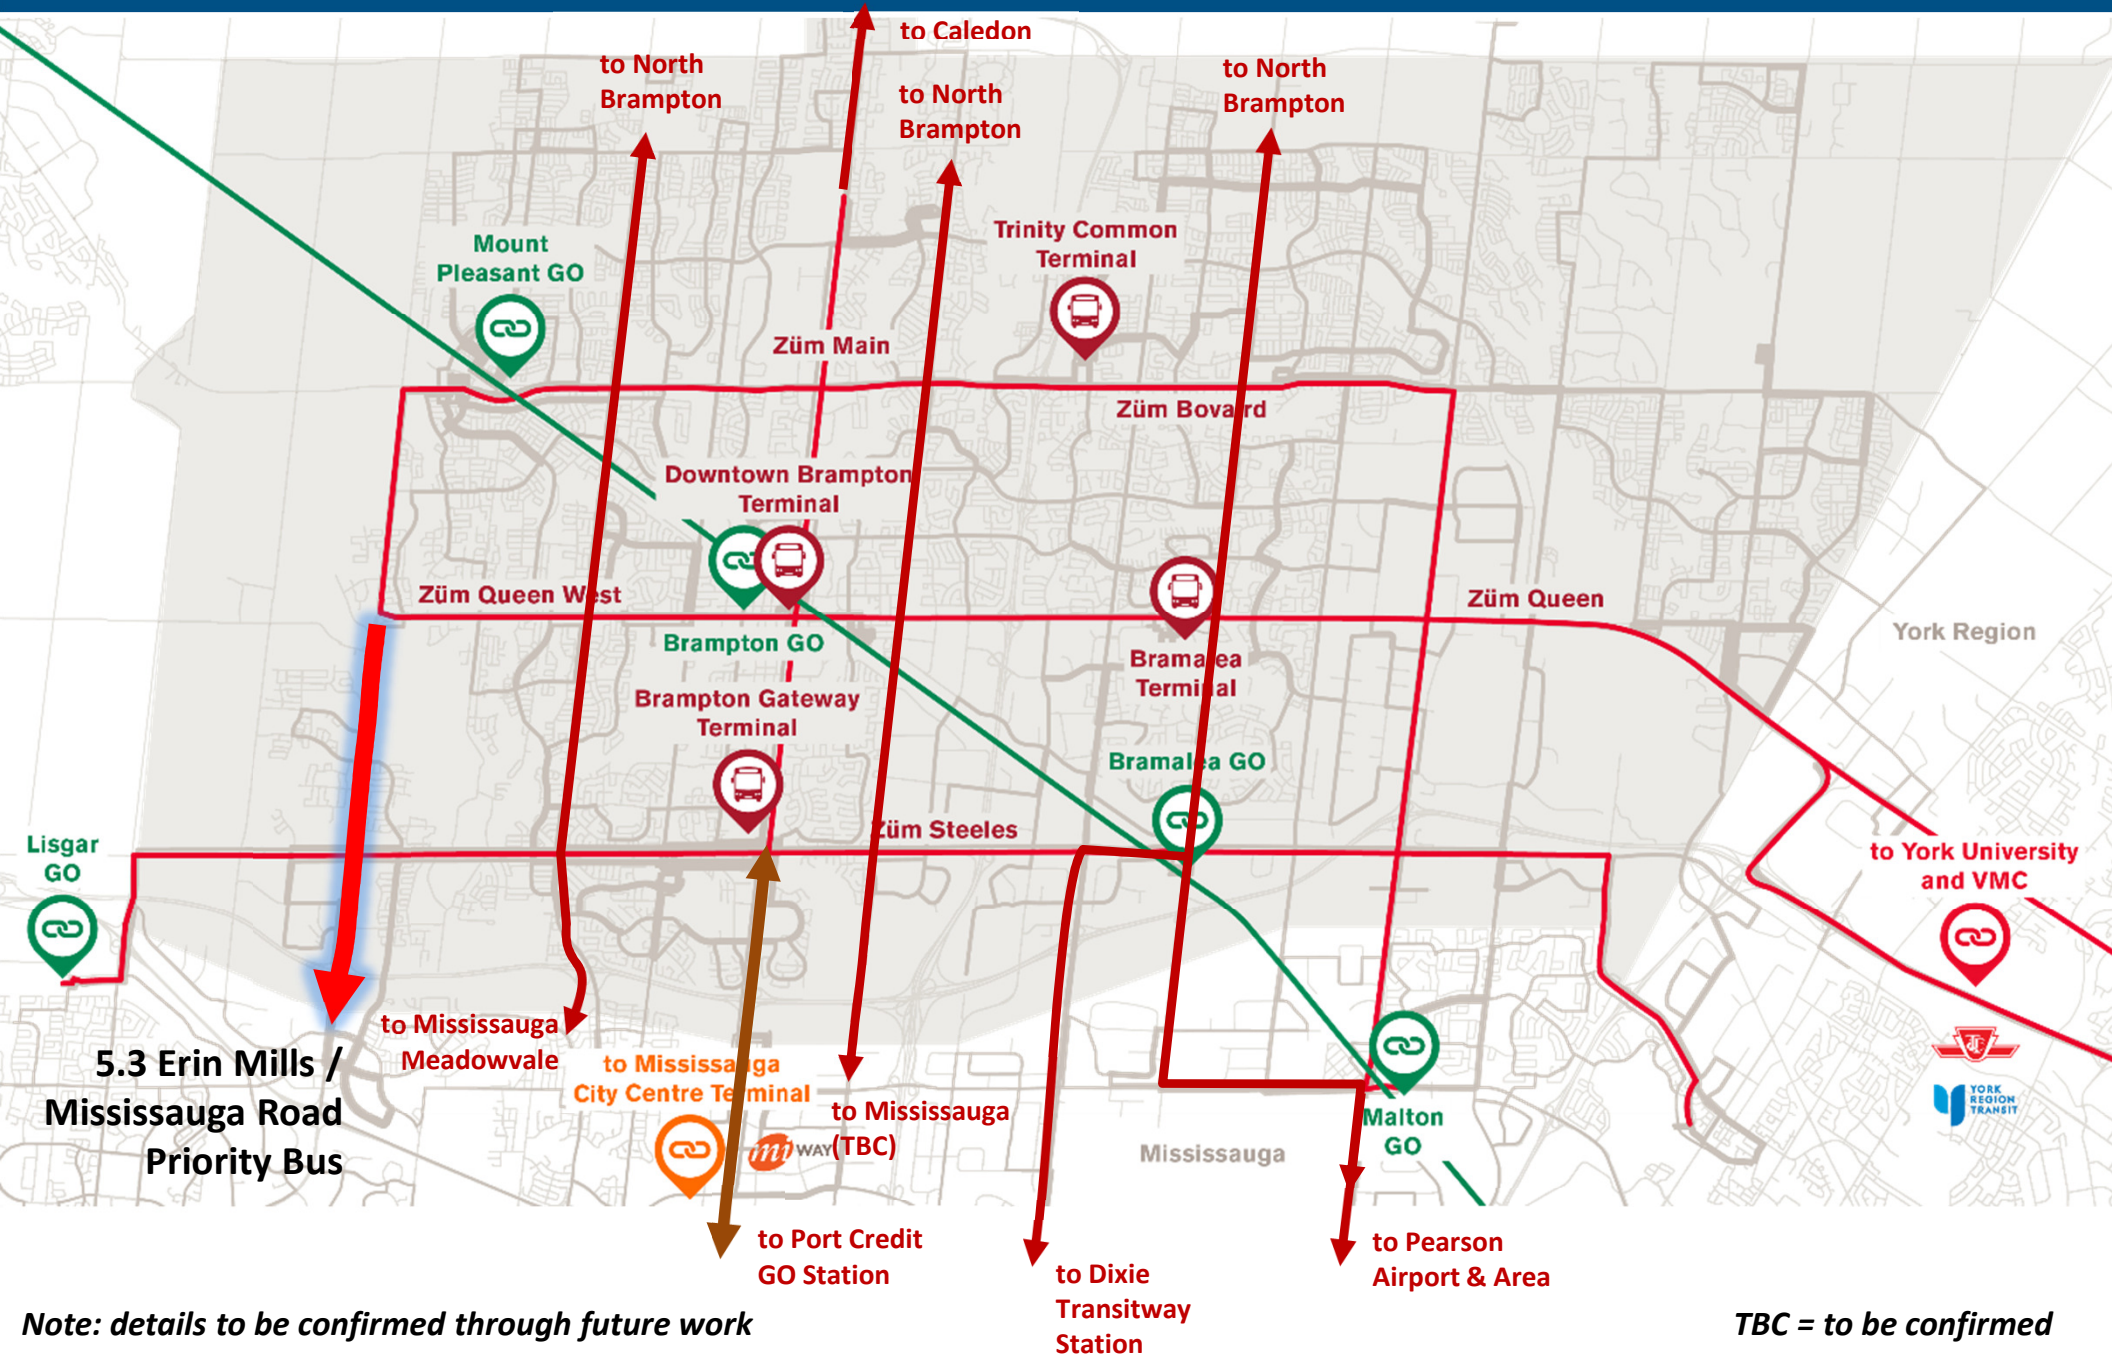 to Caledon
to North
Brampton
to North
Brampton
to North
Brampton
Trinity Common
Terminal
Mount
Pleasant GO
Züm Main
Züm Bovaird
Downtown Brampton
Terminal
Züm Queen West
Züm Queen
Brampton GO
York Region
Bramalea
Terminal
Brampton Gateway
Terminal
Bramalea GO
Züm Steeles
Lisgar
GO
to York University
and VMC
to Mississauga
Meadowvale
5.3 Erin Mills /
Mississauga Road
Priority Bus
to Mississauga
City Centre Terminal
mi WAY
to Mississauga
(TBC)
Malton
GO
Mississauga
YORK
REGION
TRANSIT
to Port Credit
GO Station
to Dixie
Transitway
Station
to Pearson
Airport & Area
Note: details to be confirmed through future work
TBC = to be confirmed